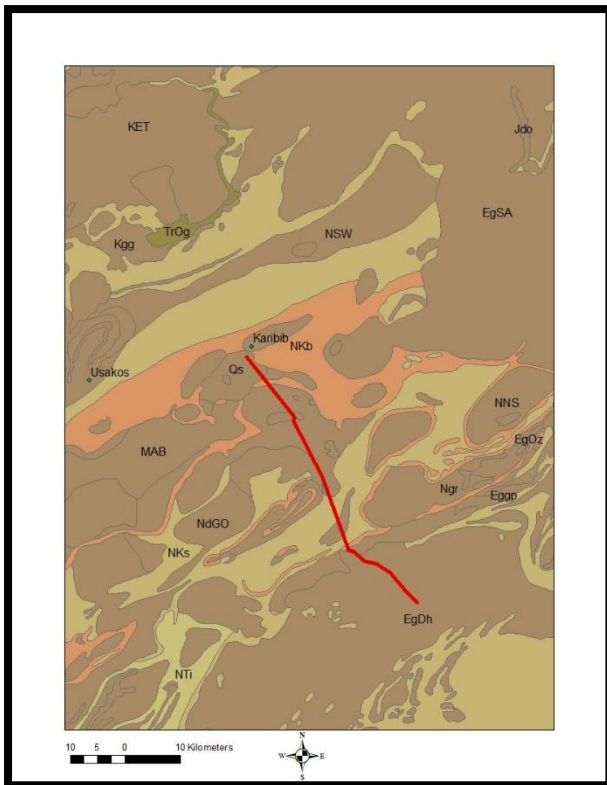 KET
Jdo
EgSA
TrOg
NSW
Kgg
Karibib
NKb
Usakos
Qs
NNS
EgOz
MAB
Ngr
Eggp
NdGO
NKs
EgDh
NTi
10 5 0 10 Kilometers
N
W E
S